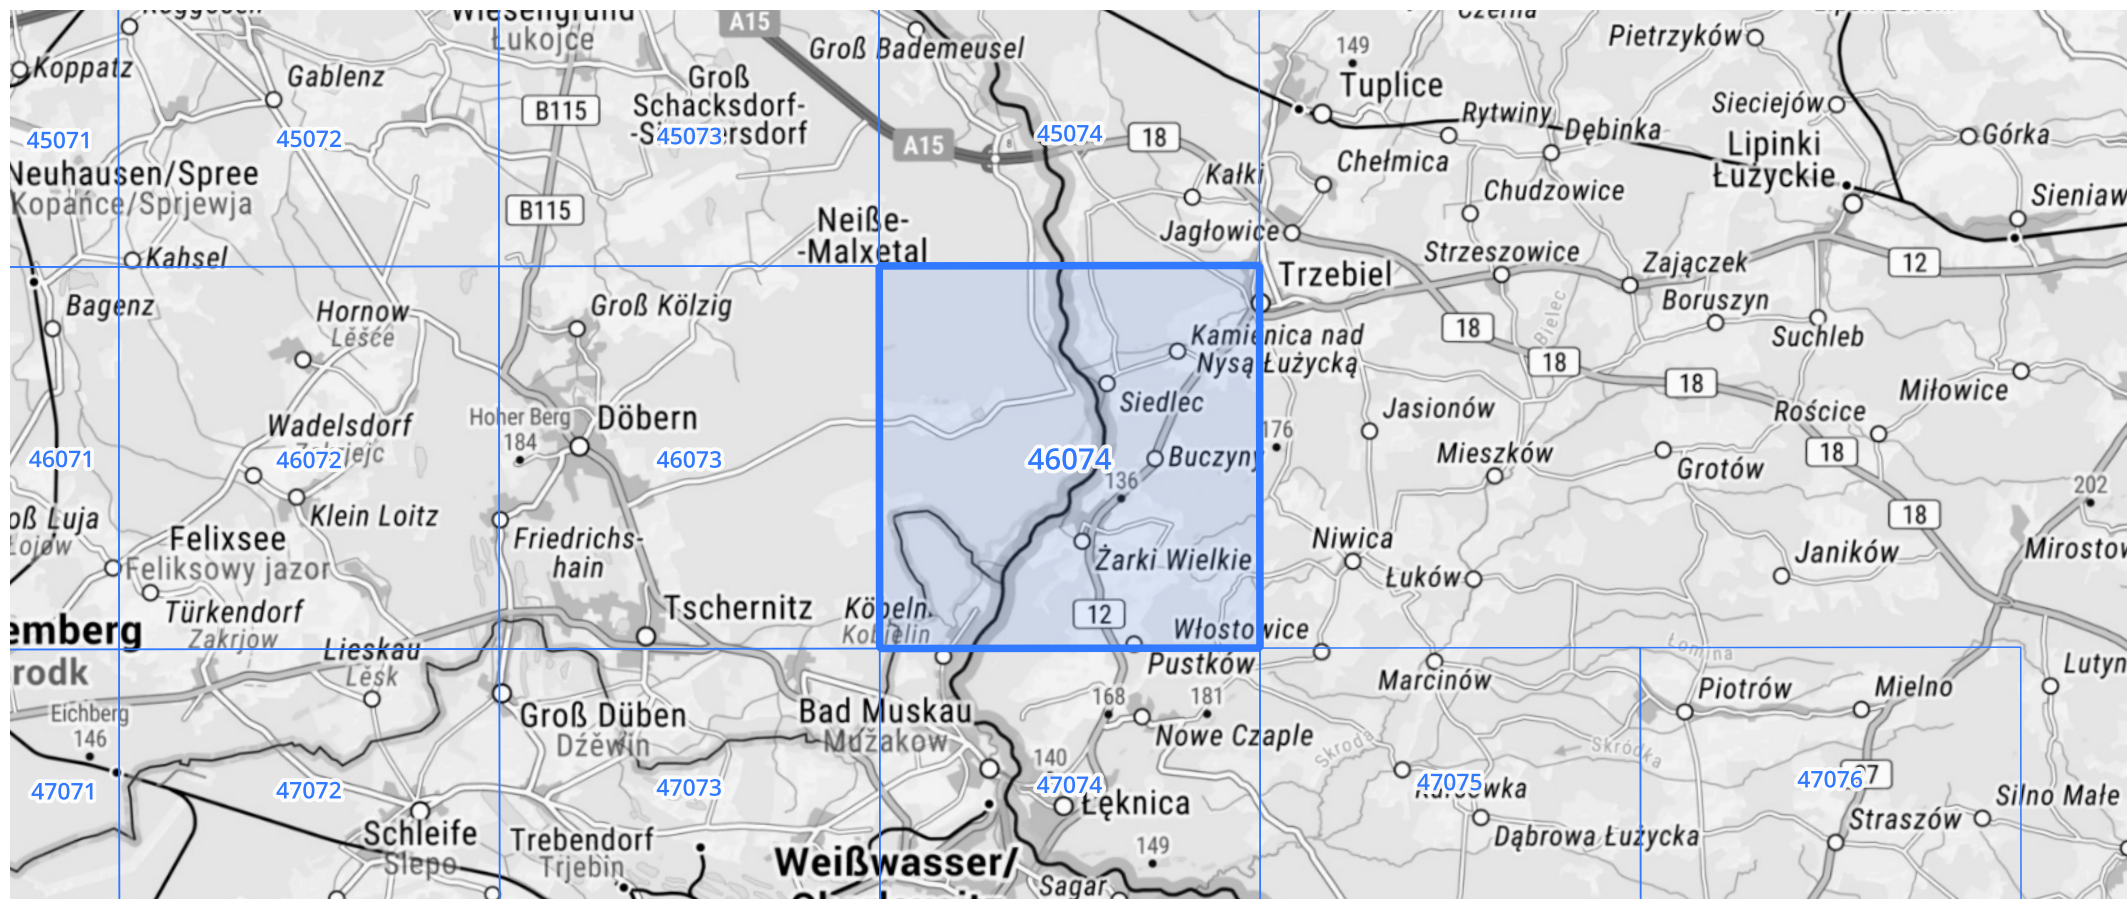 Wiesengrund
Łukojce
A15
Groß Bademeusel
149
Pietrzyków
Koppatz
Gablenz
Groß
Schacksdorf-
Tuplice
Sieciejów
B115
45071
45072
45073
45074
A15
18
Rytwiny
Dębinka
Lipinki
Łużyckie
Górka
Chełmica
Neuhausen/Spree
Kopańce/Sprjewja
B115
Kałki
Chudzowice
Neiße-
-Malxetal
Jagłowice
Strzeszowice
Zajączek
12
Kahsel
Trzebiel
Bagenz
Hornow
Lěšće
Groß Kölzig
Boruszyn
Bielec
18
Kamienica nad
Nysą Łużycką
Suchleb
18
18
Miłowice
Siedlec
Jasionów
Rościce
Wadelsdorf
Hoher Berg
184
Döbern
176
18
46071
46072
46073
46074
Buczyny
Mieszków
Grotów
136
202
Klein Loitz
18
Felixsee
Feliksowy jazor
Friedrichs-
hain
Niwica
Żarki Wielkie
Łuków
Janików
Türkendorf
Zakrjow
Tschernitz
12
Włostowice
Łomina
Lieskau
Lěsk
Pustków
Marcinów
Piotrów
Mielno
Eichberg
146
Groß Düben
Dźěwin
Bad Muskau
Mužakow
168
181
Nowe Czaple
Skroda
Skródka
140
47071
47072
47073
47074
47075
47076
Łęknica
Silno Małe
Schleife
Slepo
Trebendorf
Trjebin
149
Dąbrowa Łużycka
Straszów
Weißwasser/
Sagar